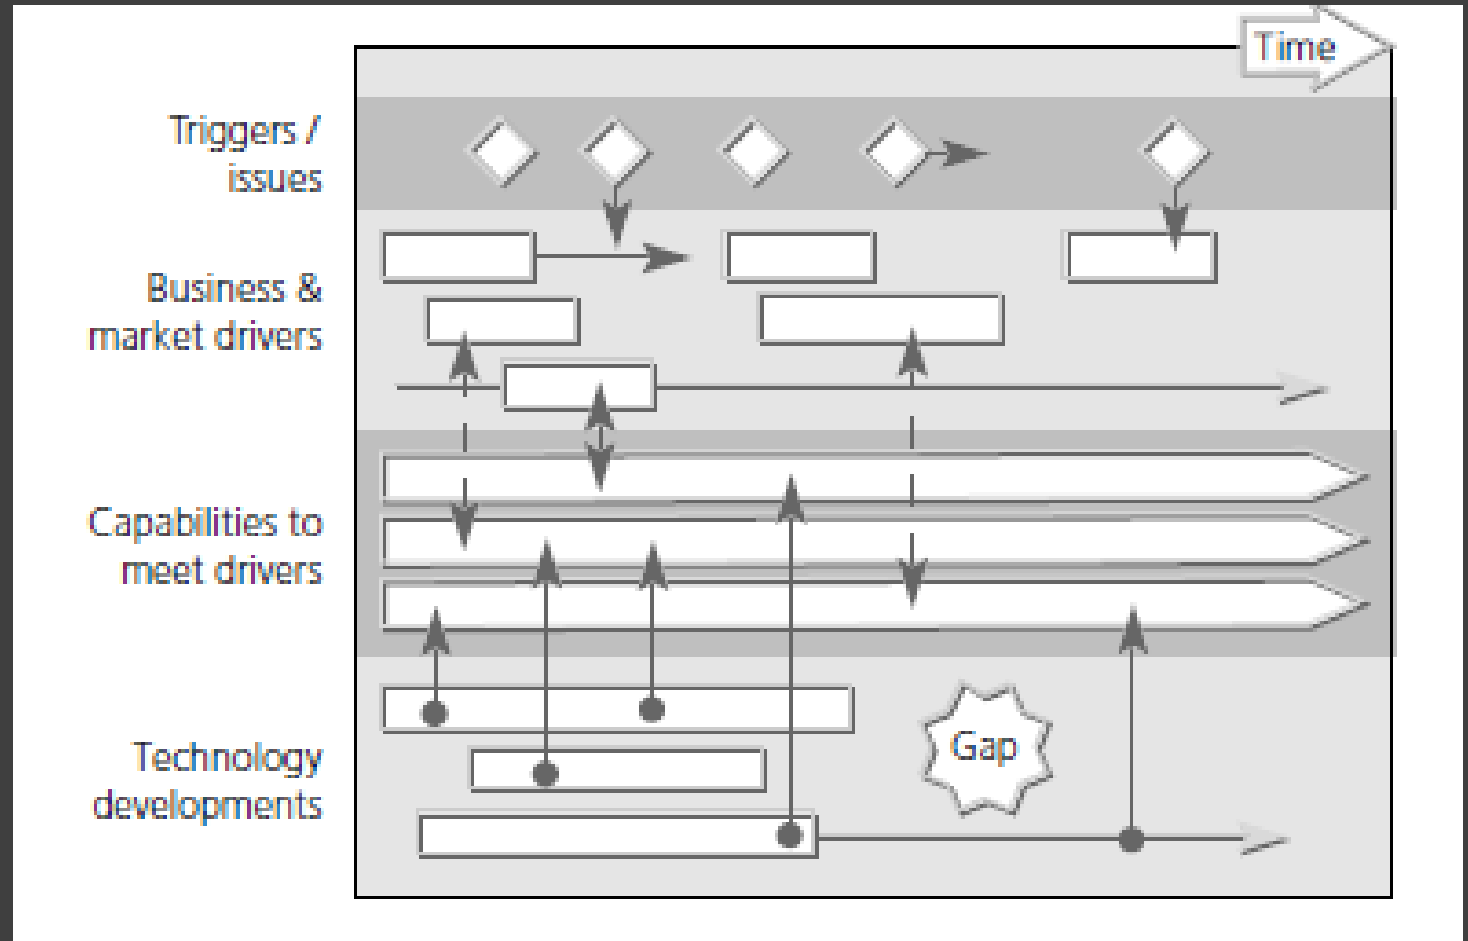 Time
Triggers /
issues
Business &
market drivers
Capabilities to
meet drivers
Technology
developments
Gap